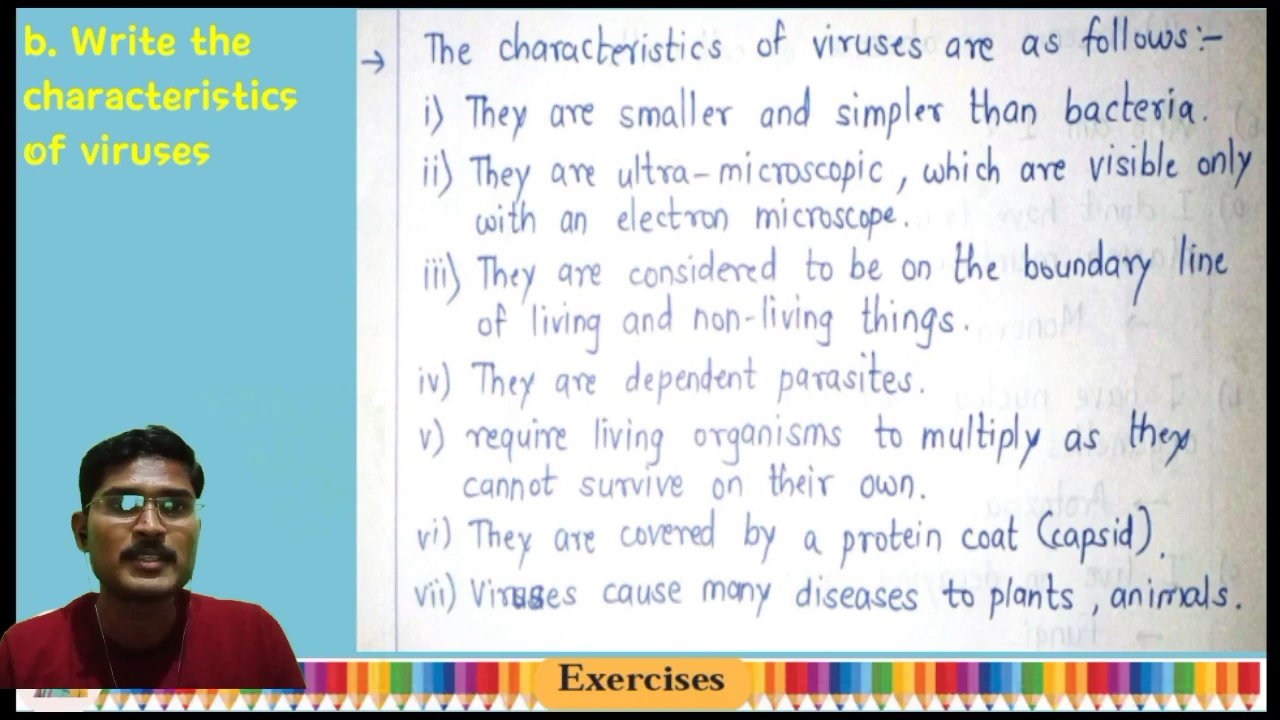 b. Write the
characteristics
of viruses
→ The characteristics of viruses are as follows:-
i) They are smaller and simpler than bacteria.
ii) They are ultra-microscopic, which are visible only
with an electron microscope.
iii) They are considered to be on the boundary line
of living and non-living things.
iv) They are dependent parasites.
v) require living organisms to multiply as they
cannot survive on their own.
vi) They are covered by a protein coat (capsid).
vii) Viruses cause many diseases to plants, animals.
Exercises